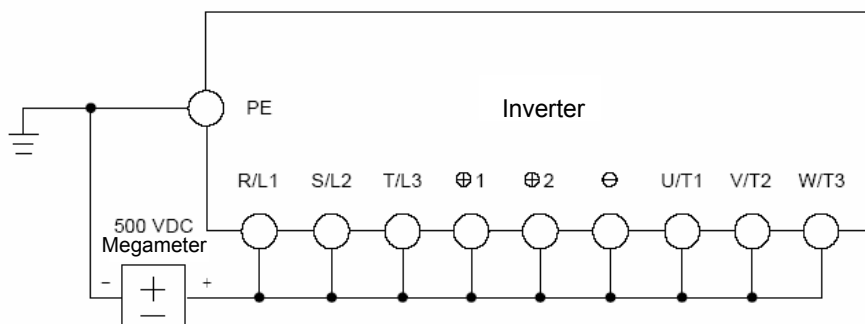 PE
Inverter
R/L1 S/L2 T/L3 ⊕1 ⊕2 ⊖ U/T1 V/T2 W/T3
500 VDC
Megameter
− +
+
−